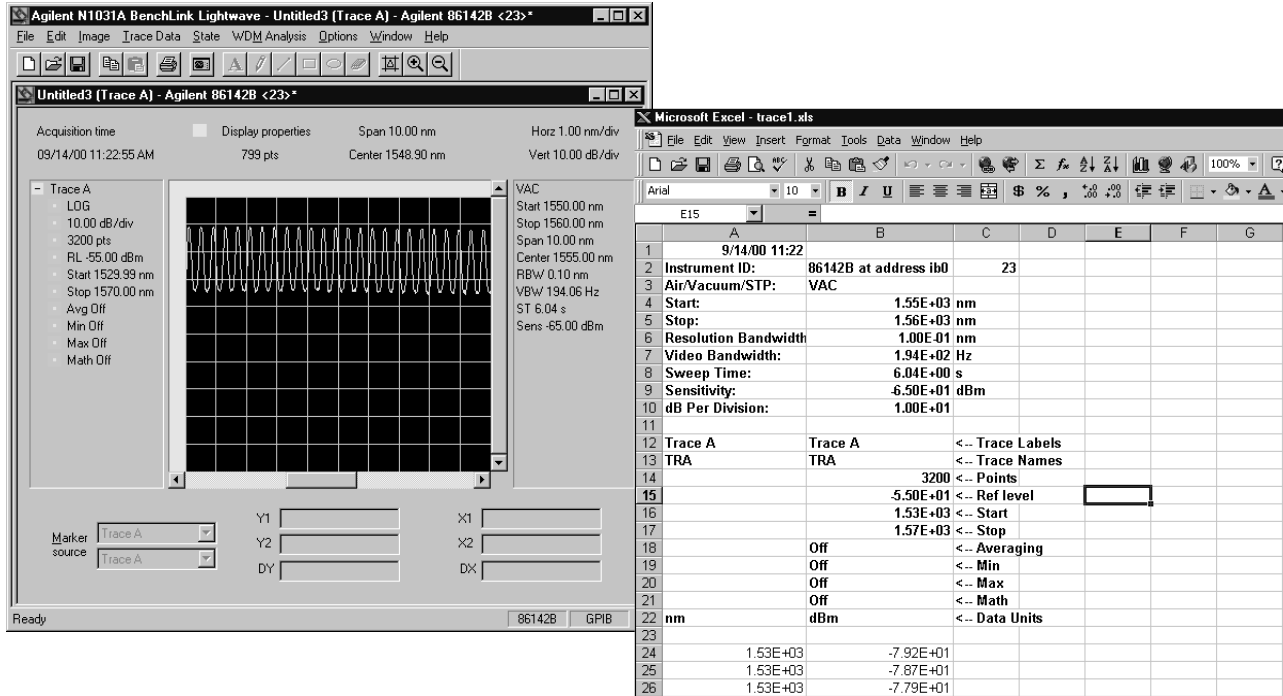 Agilent N1031A BenchLink Lightwave - Untitled3 (Trace A) - Agilent 86142B <23>*
File Edit Image Trace Data State WDM Analysis Options Window Help
Untitled3 (Trace A) - Agilent 86142B <23>*
Acquisition time Display properties Span 10.00 nm Horz 1.00 nm/div
09/14/00 11:22:55 AM 799 pts Center 1548.90 nm Vert 10.00 dB/div
Trace A
LOG
10.00 dB/div
3200 pts
RL -55.00 dBm
Start 1529.99 nm
Stop 1570.00 nm
Avg Off
Min Off
Max Off
Math Off
VAC
Start 1550.00 nm
Stop 1560.00 nm
Span 10.00 nm
Center 1555.00 nm
RBW 0.10 nm
VBW 194.06 Hz
ST 6.04 s
Sens -65.00 dBm
Marker source
Trace A
Trace A
Y1 X1
Y2 X2
DY DX
Ready 86142B GPIB
Microsoft Excel - trace1.xls
File Edit View Insert Format Tools Data Window Help
100%
Arial 10 B I U $ % ,
E15 =
A B C D E F G
1 9/14/00 11:22
2 Instrument ID: 86142B at address ib0 23
3 Air/Vacuum/STP: VAC
4 Start: 1.55E+03 nm
5 Stop: 1.56E+03 nm
6 Resolution Bandwidth 1.00E-01 nm
7 Video Bandwidth: 1.94E+02 Hz
8 Sweep Time: 6.04E+00 s
9 Sensitivity: -6.50E+01 dBm
10 dB Per Division: 1.00E+01
11
12 Trace A Trace A <-- Trace Labels
13 TRA TRA <-- Trace Names
14 3200 <-- Points
15 -5.50E+01 <-- Ref level
16 1.53E+03 <-- Start
17 1.57E+03 <-- Stop
18 Off <-- Averaging
19 Off <-- Min
20 Off <-- Max
21 Off <-- Math
22 nm dBm <-- Data Units
23
24 1.53E+03 -7.92E+01
25 1.53E+03 -7.87E+01
26 1.53E+03 -7.79E+01